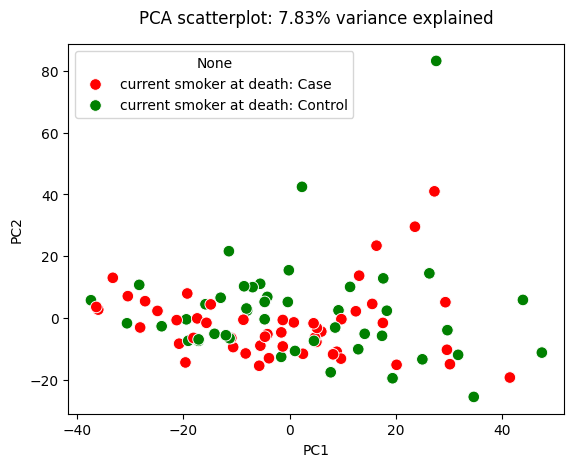 PCA scatterplot: 7.83% variance explained
None
current smoker at death: Case
current smoker at death: Control
PC2
80
60
40
20
0
−20
−40
−20
0
20
40
PC1